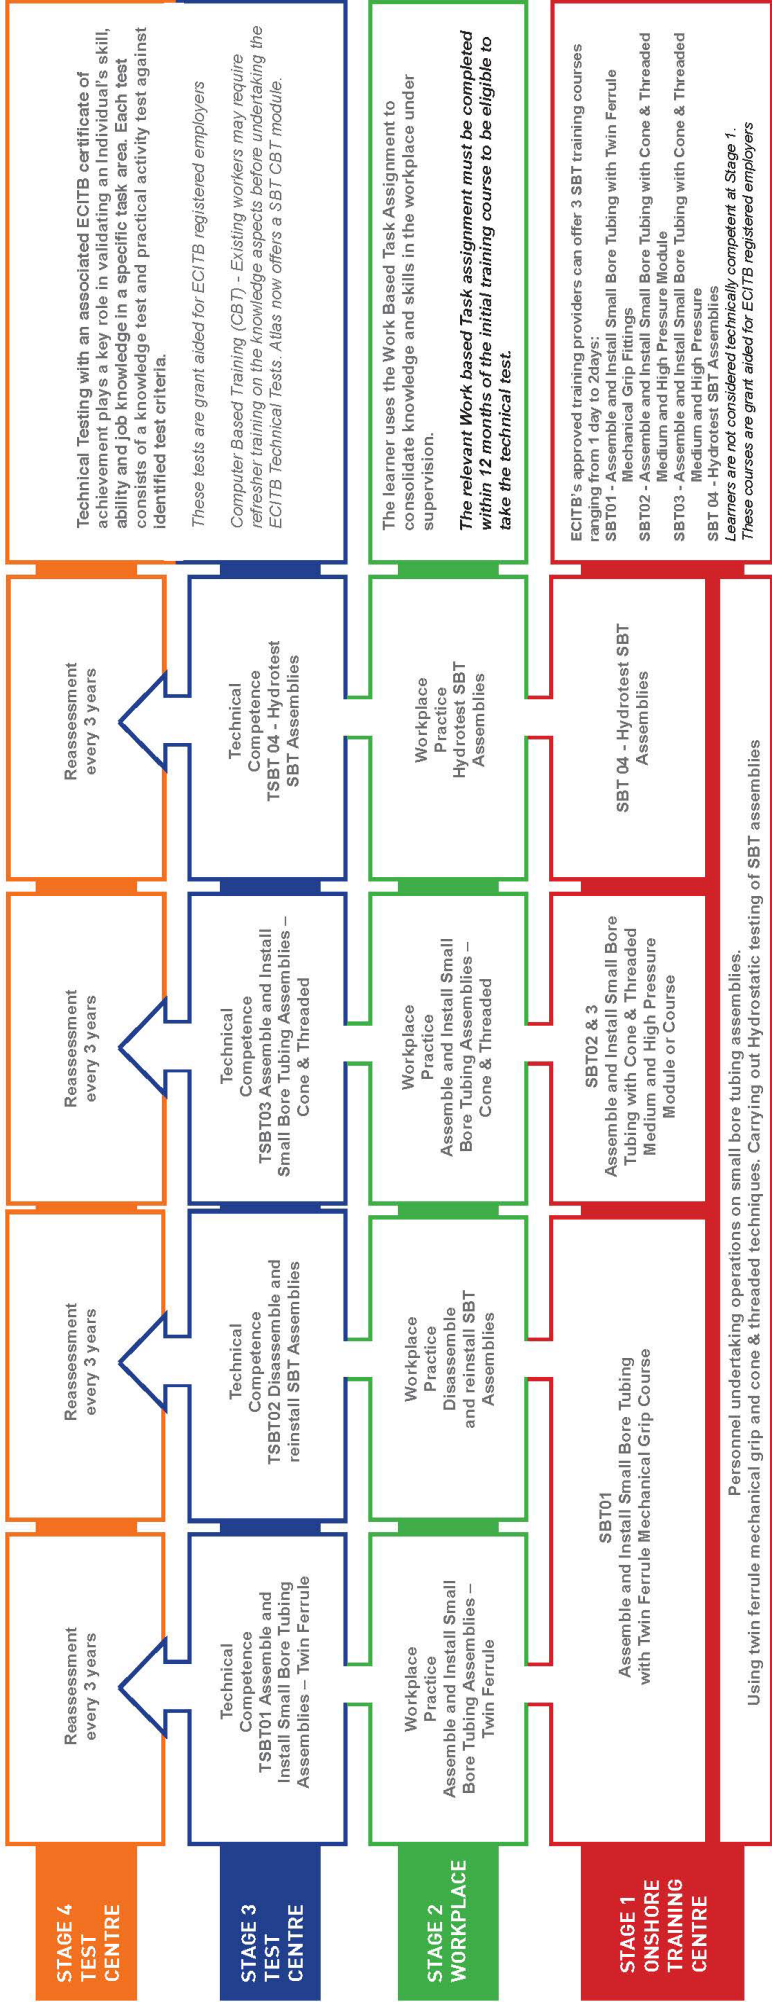 STAGE 4
TEST
CENTRE
Reassessment
every 3 years
Reassessment
every 3 years
Reassessment
every 3 years
Reassessment
every 3 years
Technical Testing with an associated ECITB certificate of
achievement plays a key role in validating an Individual's skill,
ability and job knowledge in a specific task area. Each test
consists of a knowledge test and practical activity test against
identified test criteria.
These tests are grant aided for ECITB registered employers
Computer Based Training (CBT) - Existing workers may require
refresher training on the knowledge aspects before undertaking the
ECITB Technical Tests. Atlas now offers a SBT CBT module.
STAGE 3
TEST
CENTRE
Technical
Competence
TSBT01 Assemble and
Install Small Bore Tubing
Assemblies – Twin Ferrule
Technical
Competence
TSBT02 Disassemble and
reinstall SBT Assemblies
Technical
Competence
TSBT03 Assemble and Install
Small Bore Tubing Assemblies –
Cone & Threaded
Technical
Competence
TSBT 04 - Hydrotest
SBT Assemblies
STAGE 2
WORKPLACE
Workplace
Practice
Assemble and Install Small
Bore Tubing Assemblies –
Twin Ferrule
Workplace
Practice
Disassemble
and reinstall SBT
Assemblies
Workplace
Practice
Assemble and Install Small
Bore Tubing Assemblies –
Cone & Threaded
Workplace
Practice
Hydrotest SBT
Assemblies
The learner uses the Work Based Task Assignment to
consolidate knowledge and skills in the workplace under
supervision.
The relevant Work based Task assignment must be completed
within 12 months of the initial training course to be eligible to
take the technical test.
STAGE 1
ONSHORE
TRAINING
CENTRE
SBT01
Assemble and Install Small Bore Tubing
with Twin Ferrule Mechanical Grip Course
SBT02 & 3
Assemble and Install Small Bore
Tubing with Cone & Threaded
Medium and High Pressure
Module or Course
SBT 04 - Hydrotest SBT
Assemblies
ECITB's approved training providers can offer 3 SBT training courses
ranging from 1 day to 2days:
SBT01 - Assemble and Install Small Bore Tubing with Twin Ferrule
Mechanical Grip Fittings
SBT02 - Assemble and Install Small Bore Tubing with Cone & Threaded
Medium and High Pressure Module
SBT03 - Assemble and Install Small Bore Tubing with Cone & Threaded
Medium and High Pressure
SBT 04 - Hydrotest SBT Assemblies
Learners are not considered technically competent at Stage 1.
These courses are grant aided for ECITB registered employers
Personnel undertaking operations on small bore tubing assemblies.
Using twin ferrule mechanical grip and cone & threaded techniques. Carrying out Hydrostatic testing of SBT assemblies